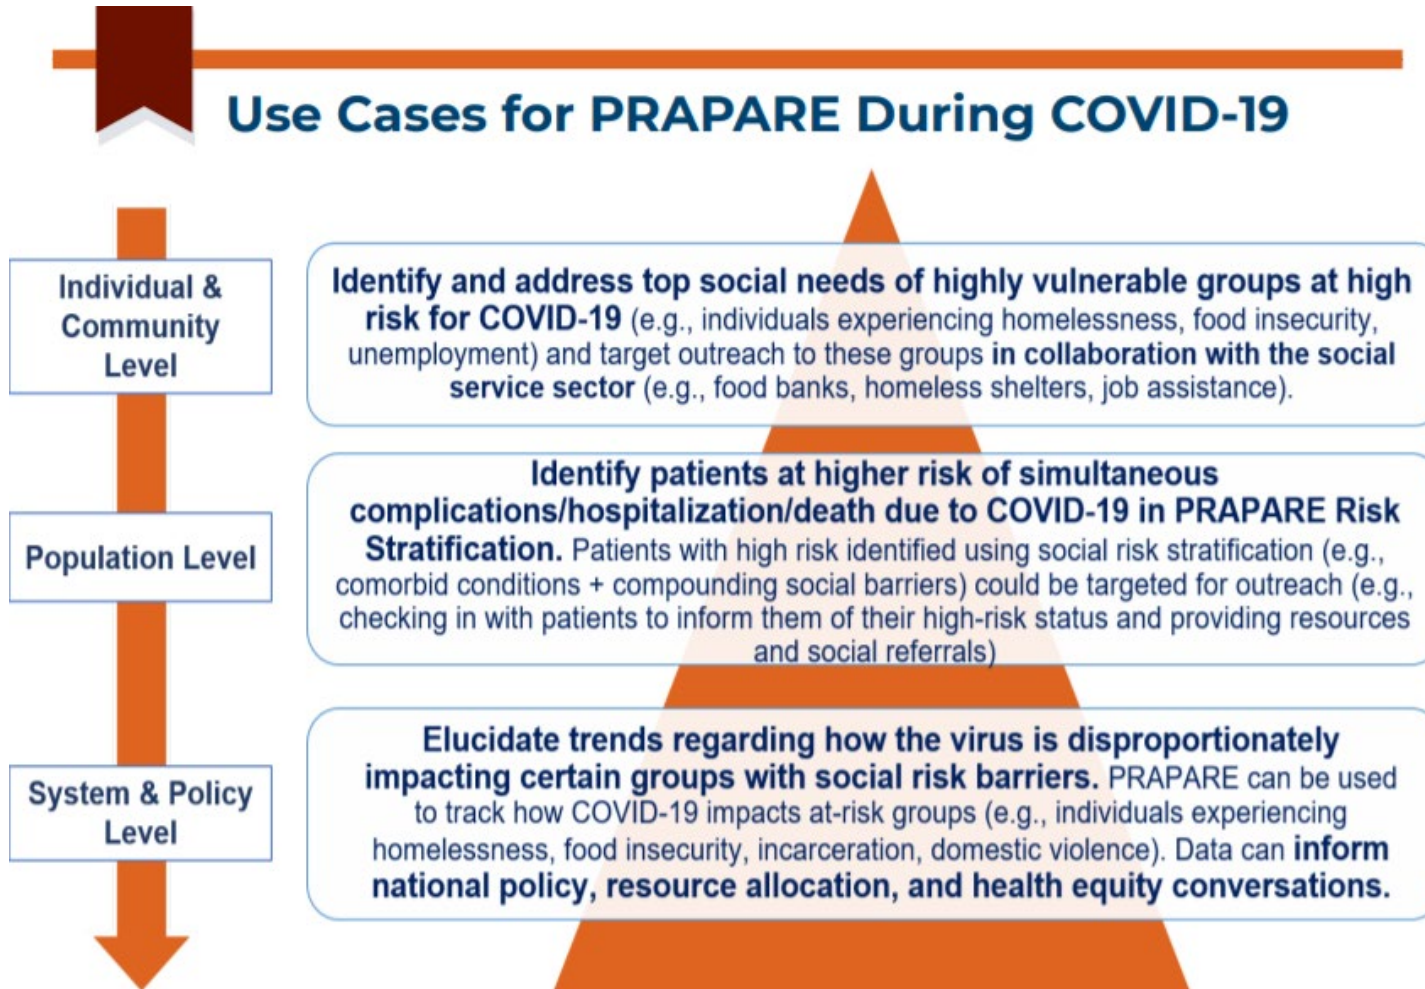 Use Cases for PRAPARE During COVID-19
Individual &
Community
Level
Identify and address top social needs of highly vulnerable groups at high
risk for COVID-19 (e.g., individuals experiencing homelessness, food insecurity,
unemployment) and target outreach to these groups in collaboration with the social
service sector (e.g., food banks, homeless shelters, job assistance).
Population Level
Identify patients at higher risk of simultaneous
complications/hospitalization/death due to COVID-19 in PRAPARE Risk
Stratification. Patients with high risk identified using social risk stratification (e.g.,
comorbid conditions + compounding social barriers) could be targeted for outreach (e.g.,
checking in with patients to inform them of their high-risk status and providing resources
and social referrals)
System & Policy
Level
Elucidate trends regarding how the virus is disproportionately
impacting certain groups with social risk barriers. PRAPARE can be used
to track how COVID-19 impacts at-risk groups (e.g., individuals experiencing
homelessness, food insecurity, incarceration, domestic violence). Data can inform
national policy, resource allocation, and health equity conversations.